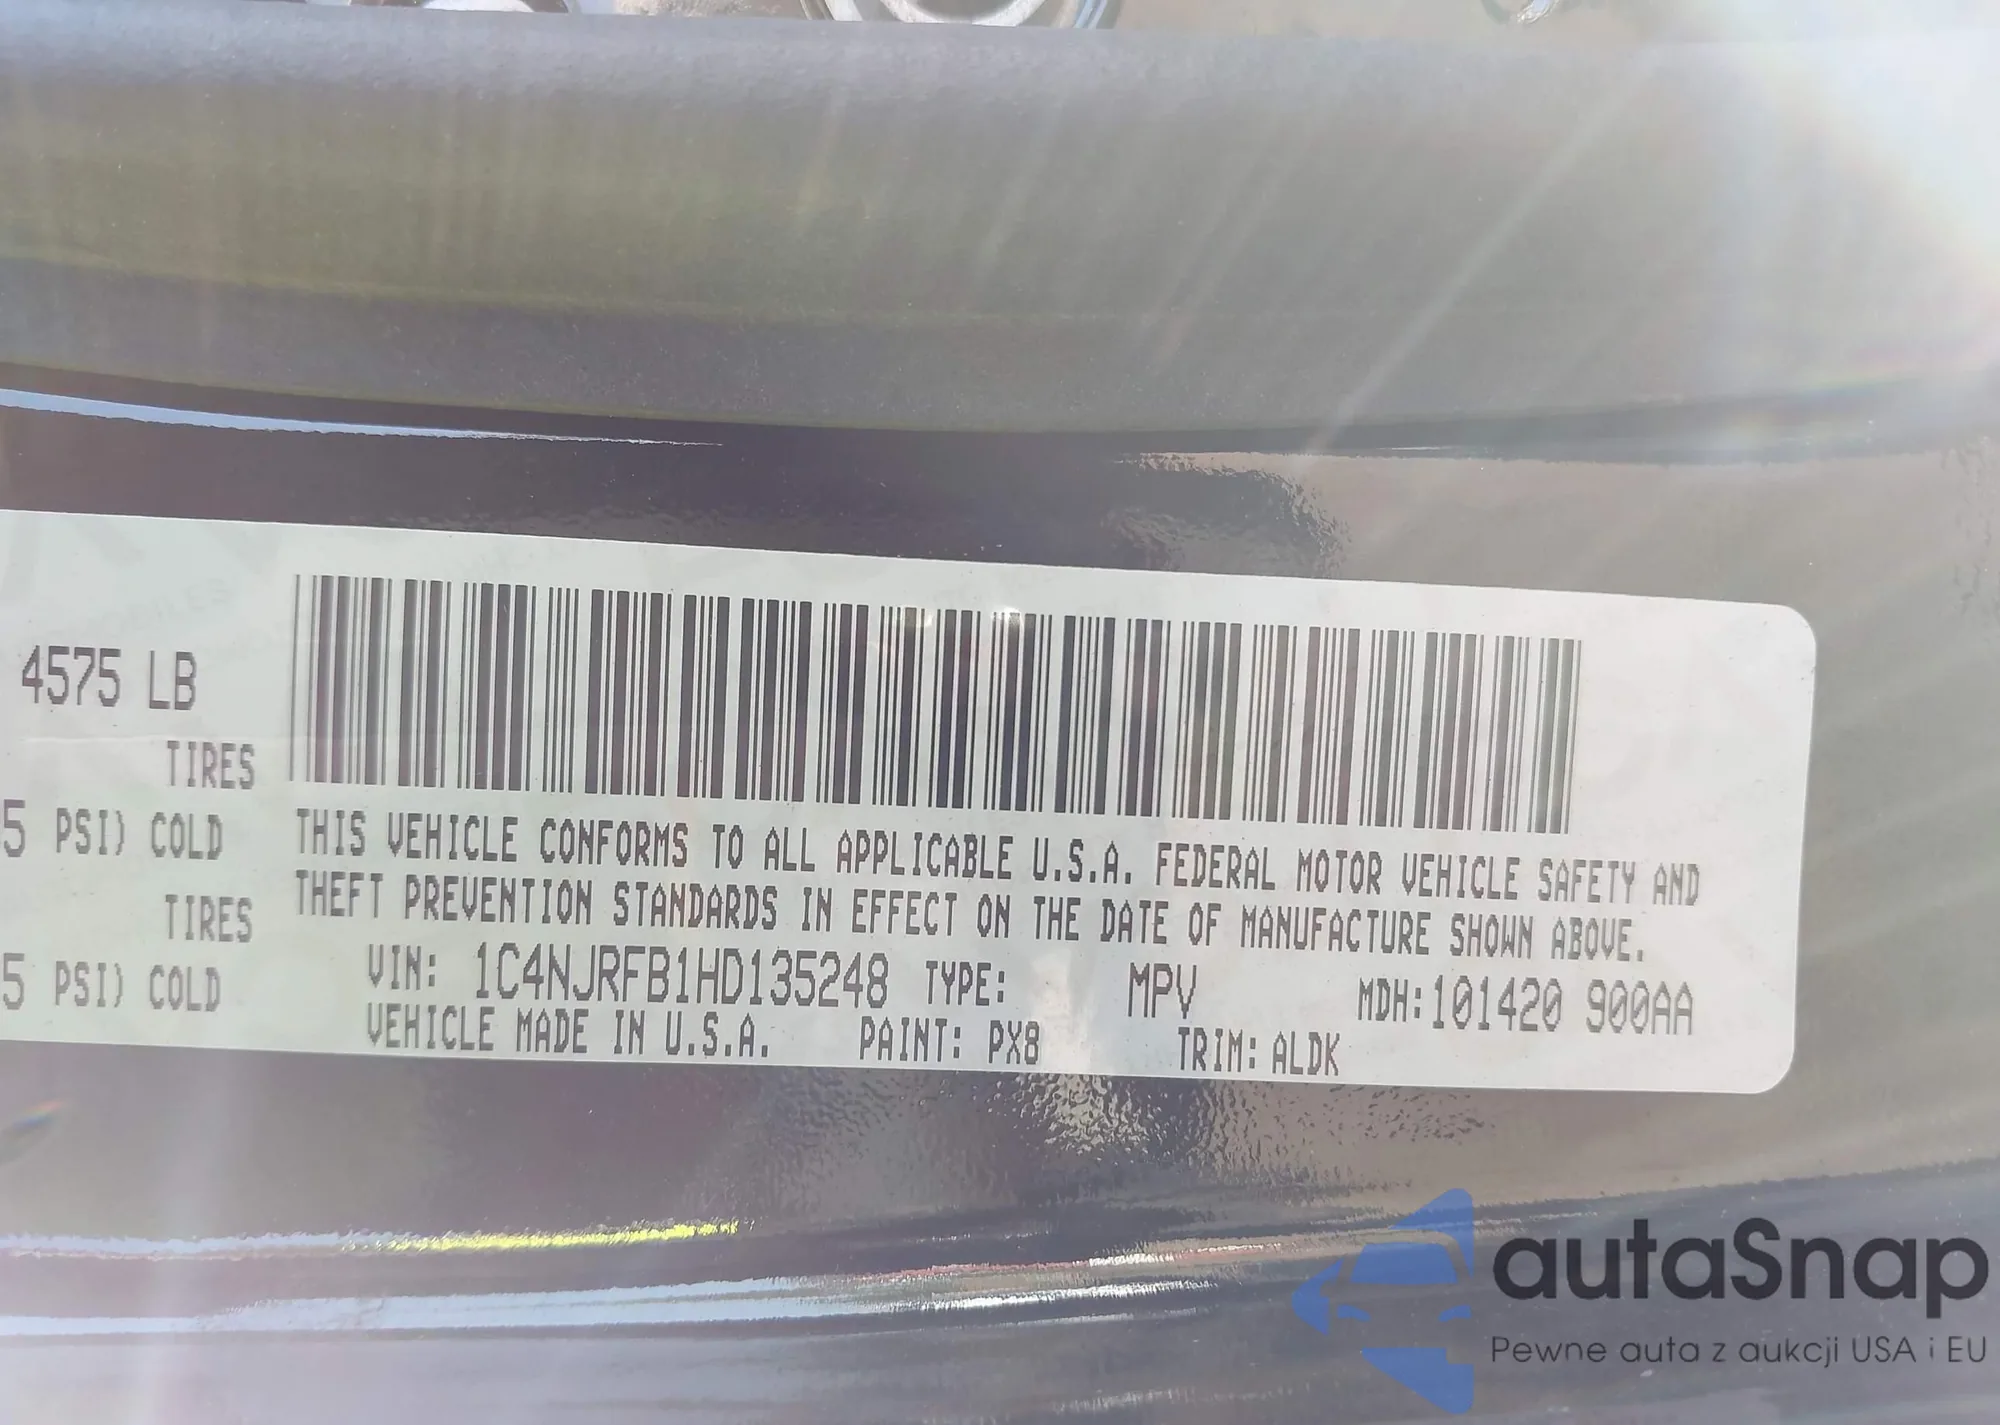 4575 LB
TIRES
5 PSI) COLD
TIRES
5 PSI) COLD
THIS VEHICLE CONFORMS TO ALL APPLICABLE U.S.A. FEDERAL MOTOR VEHICLE SAFETY AND
THEFT PREVENTION STANDARDS IN EFFECT ON THE DATE OF MANUFACTURE SHOWN ABOVE.
VIN: 1C4NJRFB1HD135248 TYPE: MPV MDH:101420 900AA
VEHICLE MADE IN U.S.A. PAINT: PX8 TRIM: ALDK
autaSnap
Pewne auta z aukcji USA i EU